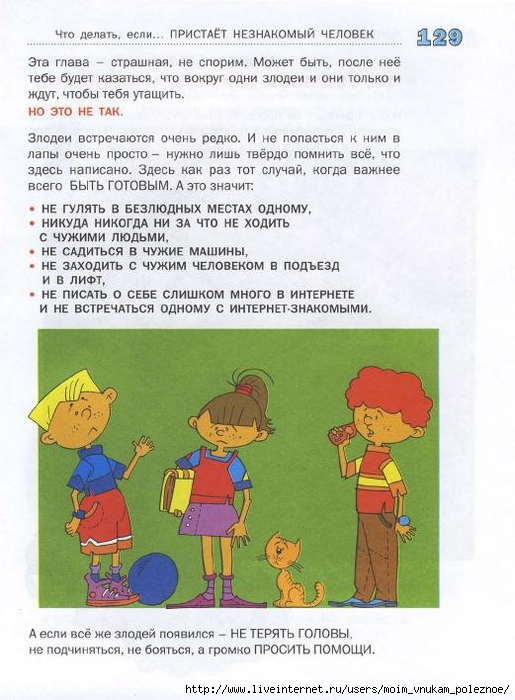 Что делать, если... ПРИСТАЁТ НЕЗНАКОМЫЙ ЧЕЛОВЕК
129
Эта глава – страшная, не спорим. Может быть, после неё
тебе будет казаться, что вокруг одни злодеи и они только и
ждут, чтобы тебя утащить.
НО ЭТО НЕ ТАК.
Злодеи встречаются очень редко. И не попасться к ним в
лапы очень просто – нужно лишь твёрдо помнить всё, что
здесь написано. Здесь как раз тот случай, когда важнее
всего БЫТЬ ГОТОВЫМ. А это значит:
• НЕ ГУЛЯТЬ В БЕЗЛЮДНЫХ МЕСТАХ ОДНОМУ,
• НИКУДА НИКОГДА НИ ЗА ЧТО НЕ ХОДИТЬ
С ЧУЖИМИ ЛЮДЬМИ,
• НЕ САДИТЬСЯ В ЧУЖИЕ МАШИНЫ,
• НЕ ЗАХОДИТЬ С ЧУЖИМ ЧЕЛОВЕКОМ В ПОДЪЕЗД
И В ЛИФТ,
• НЕ ПИСАТЬ О СЕБЕ СЛИШКОМ МНОГО В ИНТЕРНЕТЕ
И НЕ ВСТРЕЧАТЬСЯ ОДНОМУ С ИНТЕРНЕТ-ЗНАКОМЫМИ.
А если всё же злодей появился – НЕ ТЕРЯТЬ ГОЛОВЫ,
не подчиняться, не бояться, а громко ПРОСИТЬ ПОМОЩИ.
http://www.liveinternet.ru/users/moim_vnukam_poleznoe/